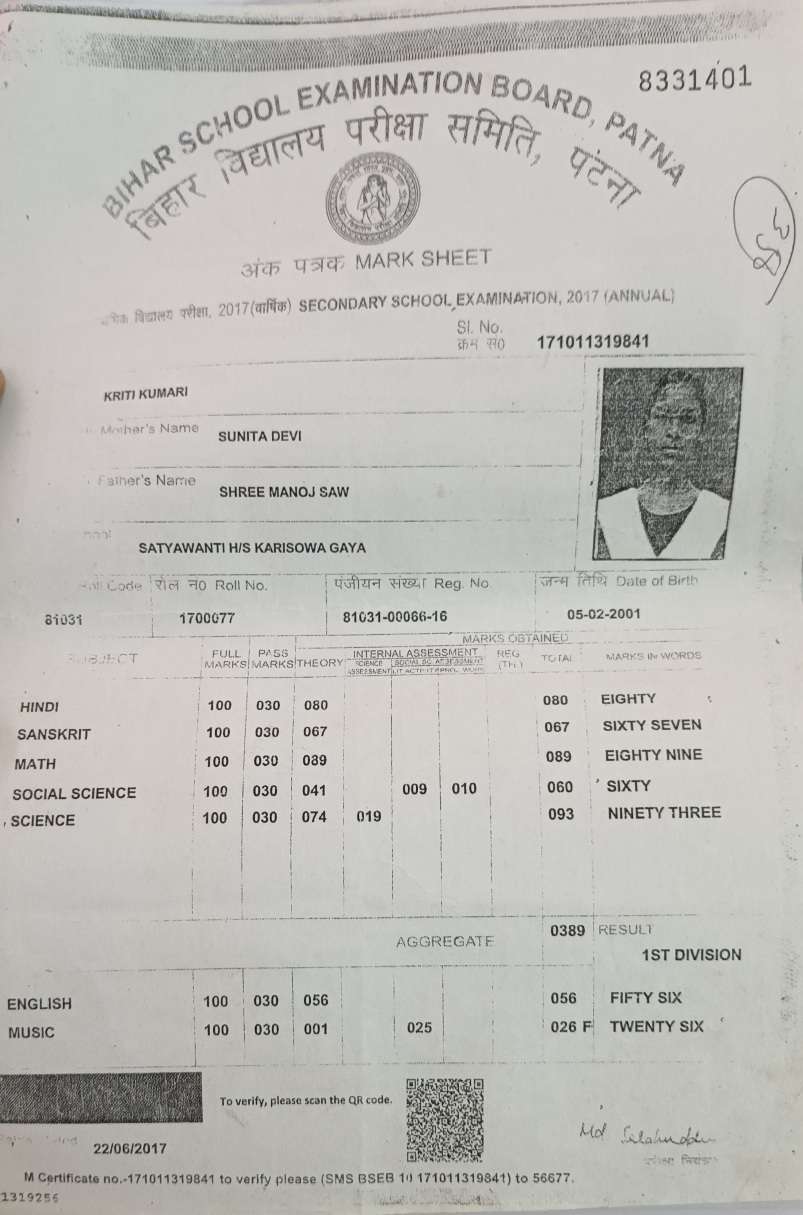 8331401
BIHAR SCHOOL EXAMINATION BOARD, PATNA
बिहार विद्यालय परीक्षा समिति, पटना
अंक पत्रक MARK SHEET
विद्यालय परीक्षा, 2017(वार्षिक) SECONDARY SCHOOL EXAMINATION, 2017 (ANNUAL)
Sl. No.
क्रम स० 171011319841
KRITI KUMARI
Mother's Name SUNITA DEVI
Father's Name SHREE MANOJ SAW
SATYAWANTI H/S KARISOWA GAYA
Roll Code रोल न० Roll No. पंजीयन संख्या Reg. No. जन्म तिथि Date of Birth
81031 1700077 81031-00066-16 05-02-2001
MARKS OBTAINED
SUBJECT FULL MARKS PASS MARKS THEORY INTERNAL ASSESSMENT REG (TH.) TOTAL MARKS IN WORDS
SCIENCE ASSESSMENT
HINDI 100 030 080 080 EIGHTY
SANSKRIT 100 030 067 067 SIXTY SEVEN
MATH 100 030 089 089 EIGHTY NINE
SOCIAL SCIENCE 100 030 041 009 010 060 SIXTY
SCIENCE 100 030 074 019 093 NINETY THREE
AGGREGATE 0389 RESULT
1ST DIVISION
ENGLISH 100 030 056 056 FIFTY SIX
MUSIC 100 030 001 025 026 F TWENTY SIX
To verify, please scan the QR code.
22/06/2017
M Certificate no.-171011319841 to verify please (SMS BSEB 10 171011319841) to 56677.
1319256